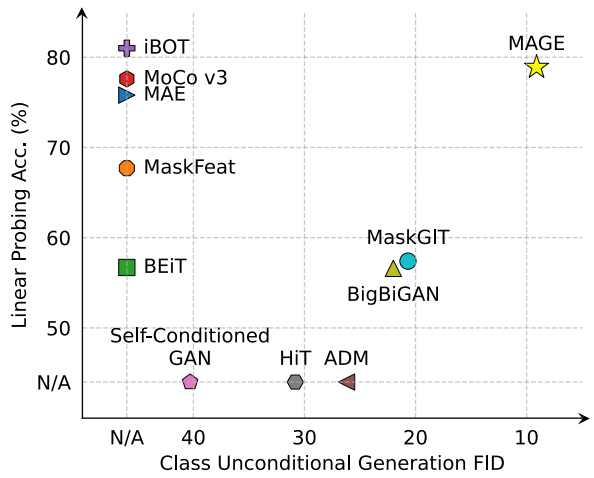 MAGE
80
iBOT
MoCo v3
MAE
70
MaskFeat
60
MaskGIT
BEiT
BigBiGAN
50
Self-Conditioned
GAN
HiT
ADM
N/A
N/A
40
30
20
10
Class Unconditional Generation FID
Linear Probing Acc. (%)